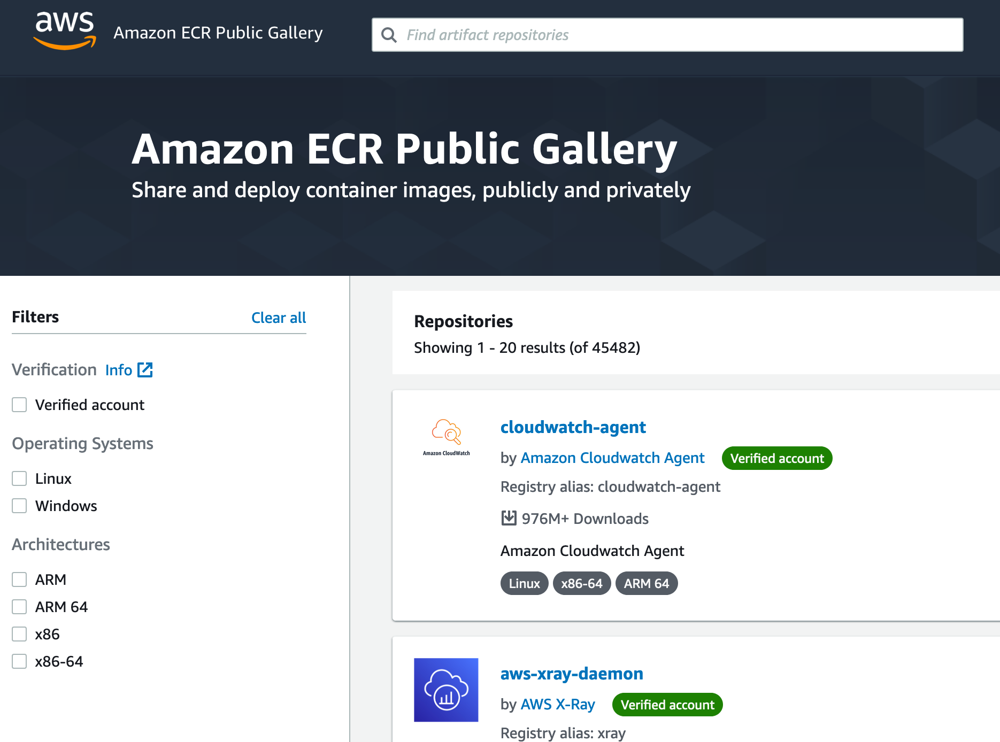 aws
Amazon ECR Public Gallery
Find artifact repositories
Amazon ECR Public Gallery
Share and deploy container images, publicly and privately
Filters
Clear all
Verification Info
Verified account
Operating Systems
Linux
Windows
Architectures
ARM
ARM 64
x86
x86-64
Repositories
Showing 1 - 20 results (of 45482)
Amazon CloudWatch
cloudwatch-agent
by Amazon Cloudwatch Agent Verified account
Registry alias: cloudwatch-agent
976M+ Downloads
Amazon Cloudwatch Agent
Linux x86-64 ARM 64
aws-xray-daemon
by AWS X-Ray Verified account
Registry alias: xray